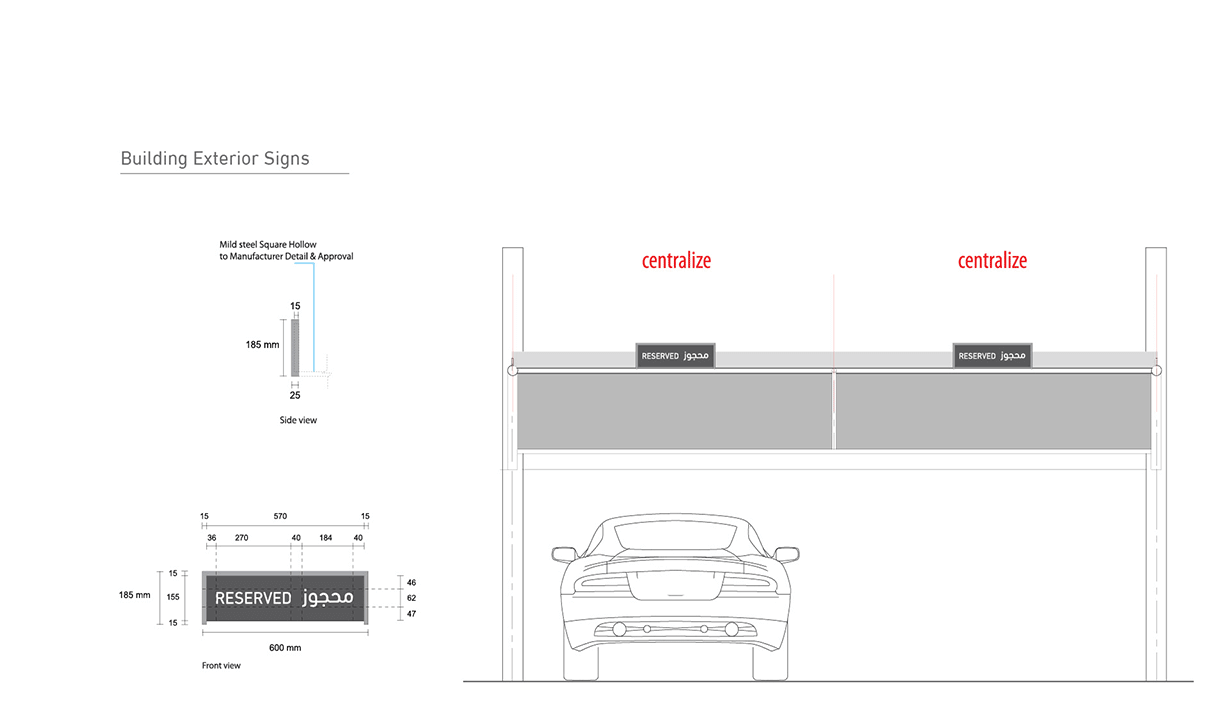 Building Exterior Signs
Mild steel Square Hollow
to Manufacturer Detail & Approval
15
185 mm
25
Side view
centralize
centralize
RESERVED محجوز
RESERVED محجوز
15 570 15
36 270 40 184 40
15
185 mm
155
15
46
62
47
RESERVED محجوز
600 mm
Front view